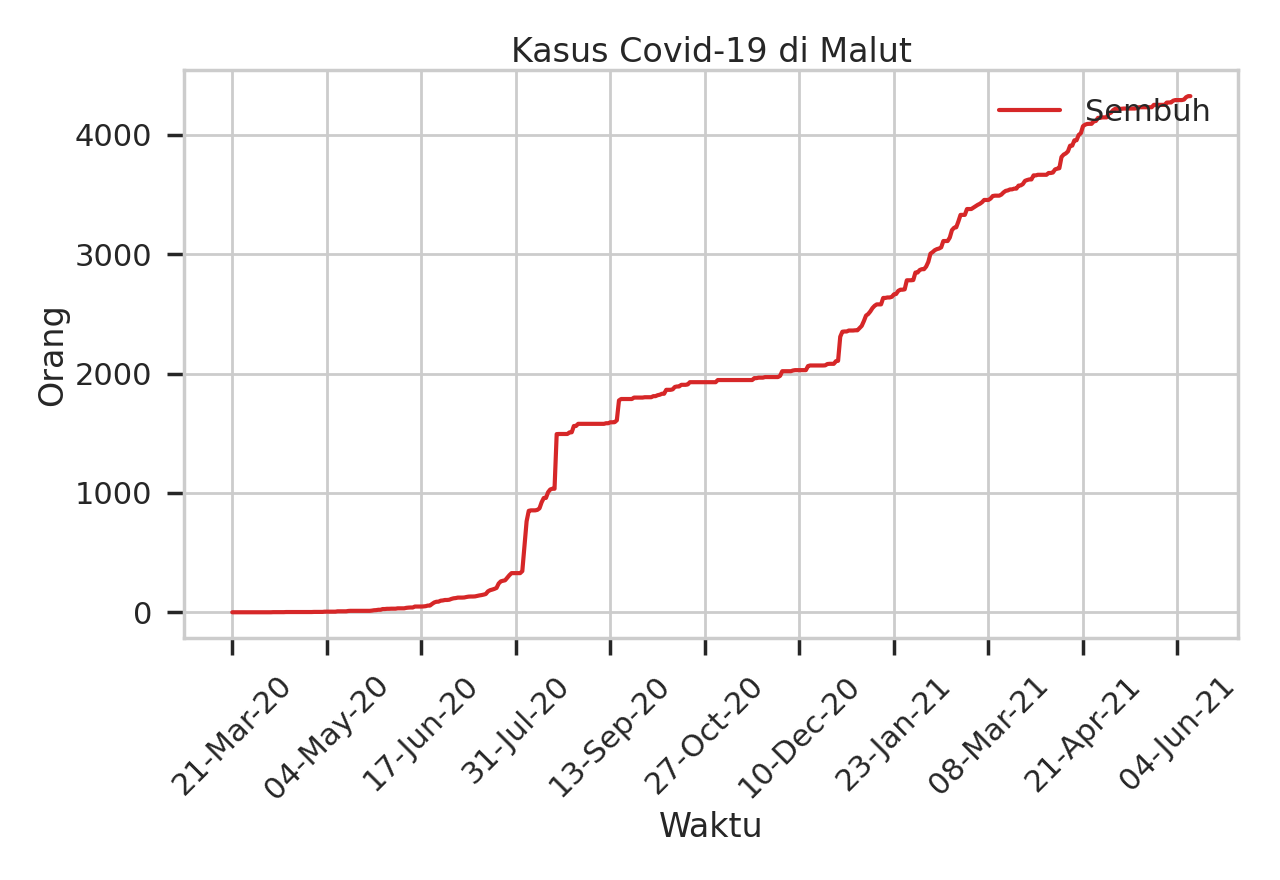 Kasus Covid-19 di Malut
Sembuh
4000
3000
2000
1000
0
Orang
21-Mar-20
04-May-20
17-Jun-20
31-Jul-20
13-Sep-20
27-Oct-20
10-Dec-20
23-Jan-21
08-Mar-21
21-Apr-21
04-Jun-21
Waktu